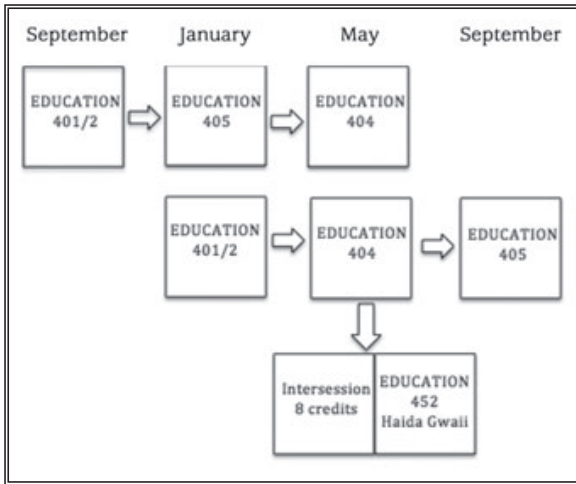 September January May September
EDUCATION 401/2
EDUCATION 405
EDUCATION 404
EDUCATION 401/2
EDUCATION 404
EDUCATION 405
Intersession
8 credits
EDUCATION
452
Haida Gwaii